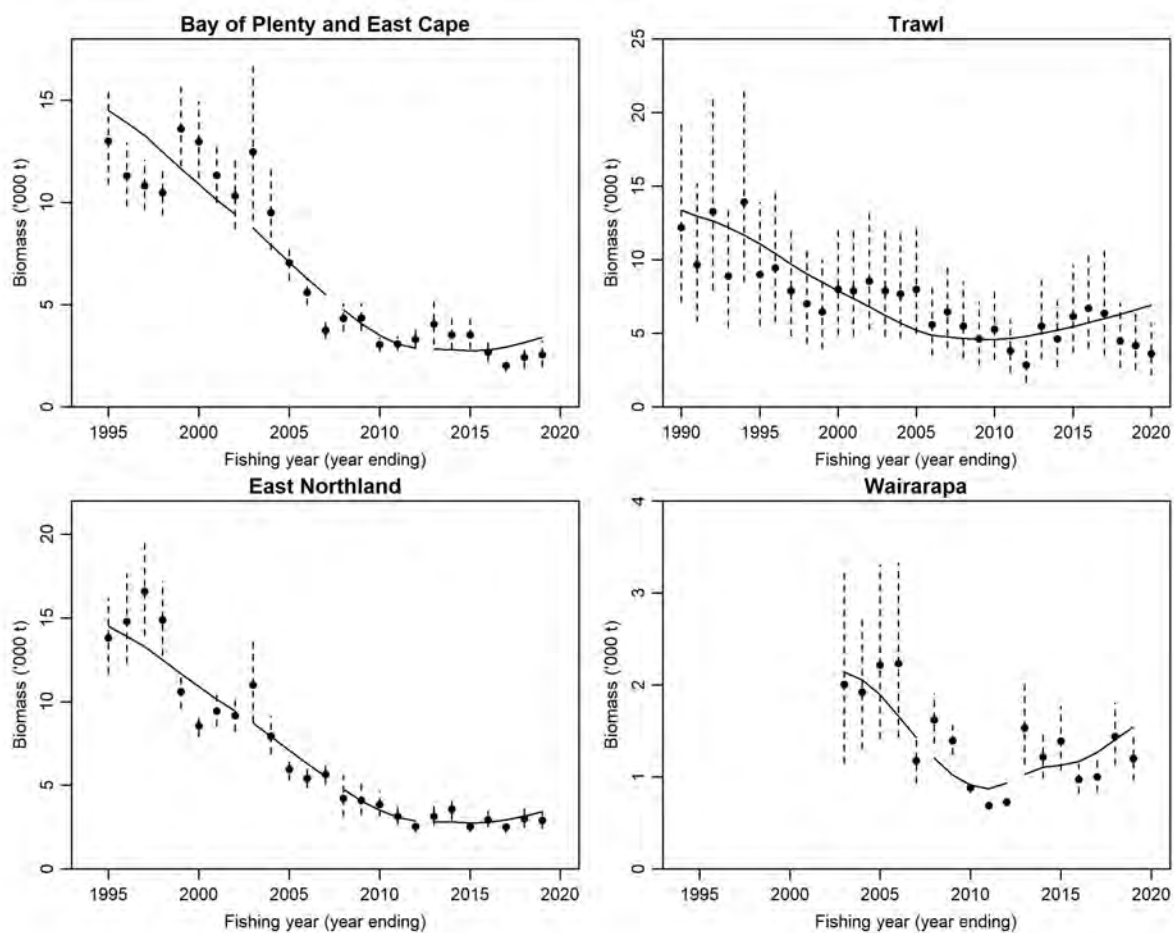 Bay of Plenty and East Cape
Biomass ('000 t)
15
10
5
0
1995 2000 2005 2010 2015 2020
Fishing year (year ending)
Trawl
Biomass ('000 t)
25
20
15
10
5
0
1990 1995 2000 2005 2010 2015 2020
Fishing year (year ending)
East Northland
Biomass ('000 t)
20
15
10
5
0
1995 2000 2005 2010 2015 2020
Fishing year (year ending)
Wairarapa
Biomass ('000 t)
4
3
2
1
0
1995 2000 2005 2010 2015 2020
Fishing year (year ending)